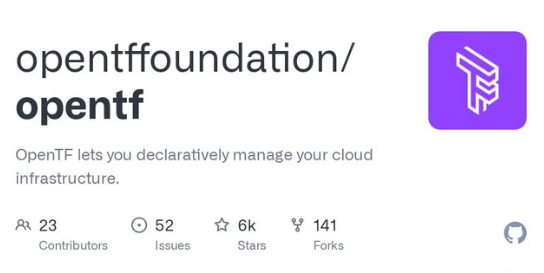 opentffoundation/
opentf
OpenTF lets you declaratively manage your cloud
infrastructure.
23 52 6k 141
Contributors Issues Stars Forks